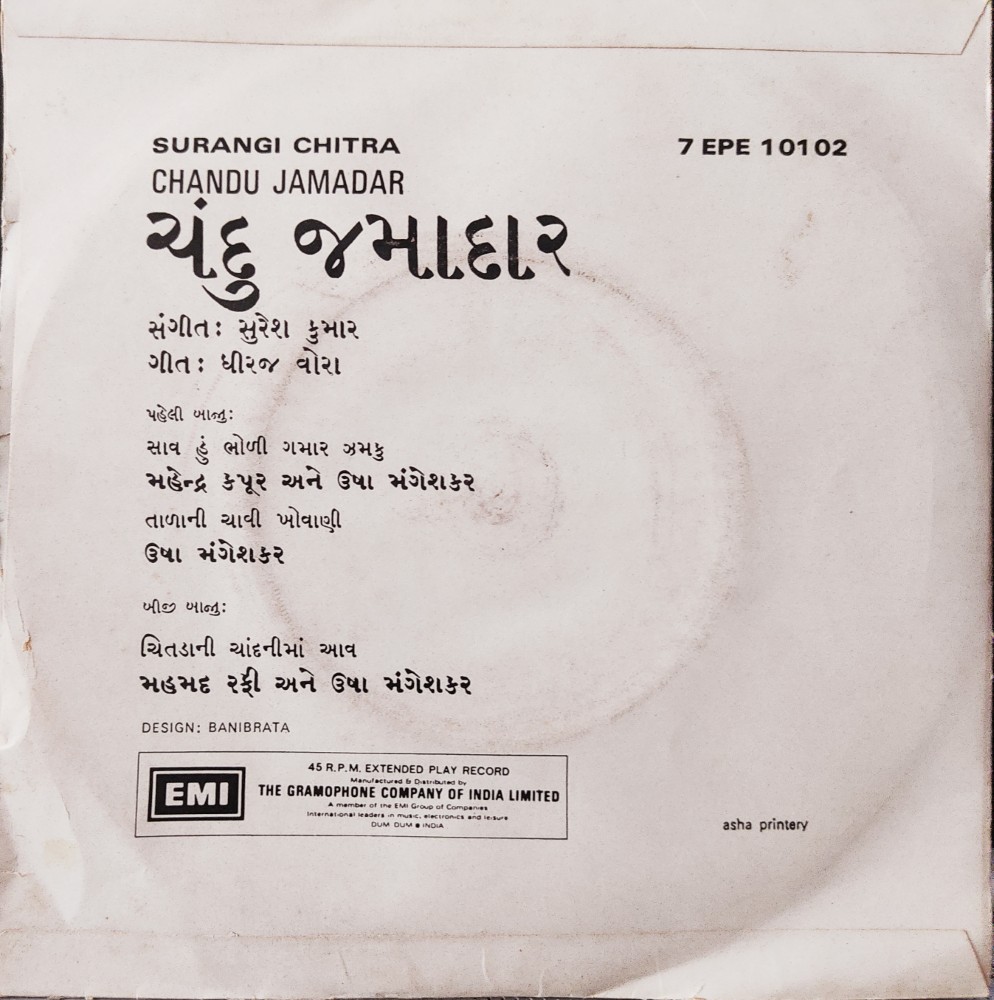 SURANGI CHITRA
7 EPE 10102
CHANDU JAMADAR
ચંદુ જમાદાર
સંગીત: સુરેશ કુમાર
ગીત: ધીરજ વોરા
પહેલી બાજુ:
સાવ હું ભોળી ગમાર ઝમકુ
મહેન્દ્ર કપૂર અને ઉષા મંગેશકર
તાળાની ચાવી ખોવાણી
ઉષા મંગેશકર
બીજી બાજુ:
ચિતડાની ચાંદનીમાં આવ
મહમદ રફી અને ઉષા મંગેશકર
DESIGN: BANIBRATA
EMI
45 R.P.M. EXTENDED PLAY RECORD
Manufactured & Distributed by
THE GRAMOPHONE COMPANY OF INDIA LIMITED
A member of the EMI Group of Companies
International leaders in music, electronics and leisure
DUM DUM ● INDIA
asha printery